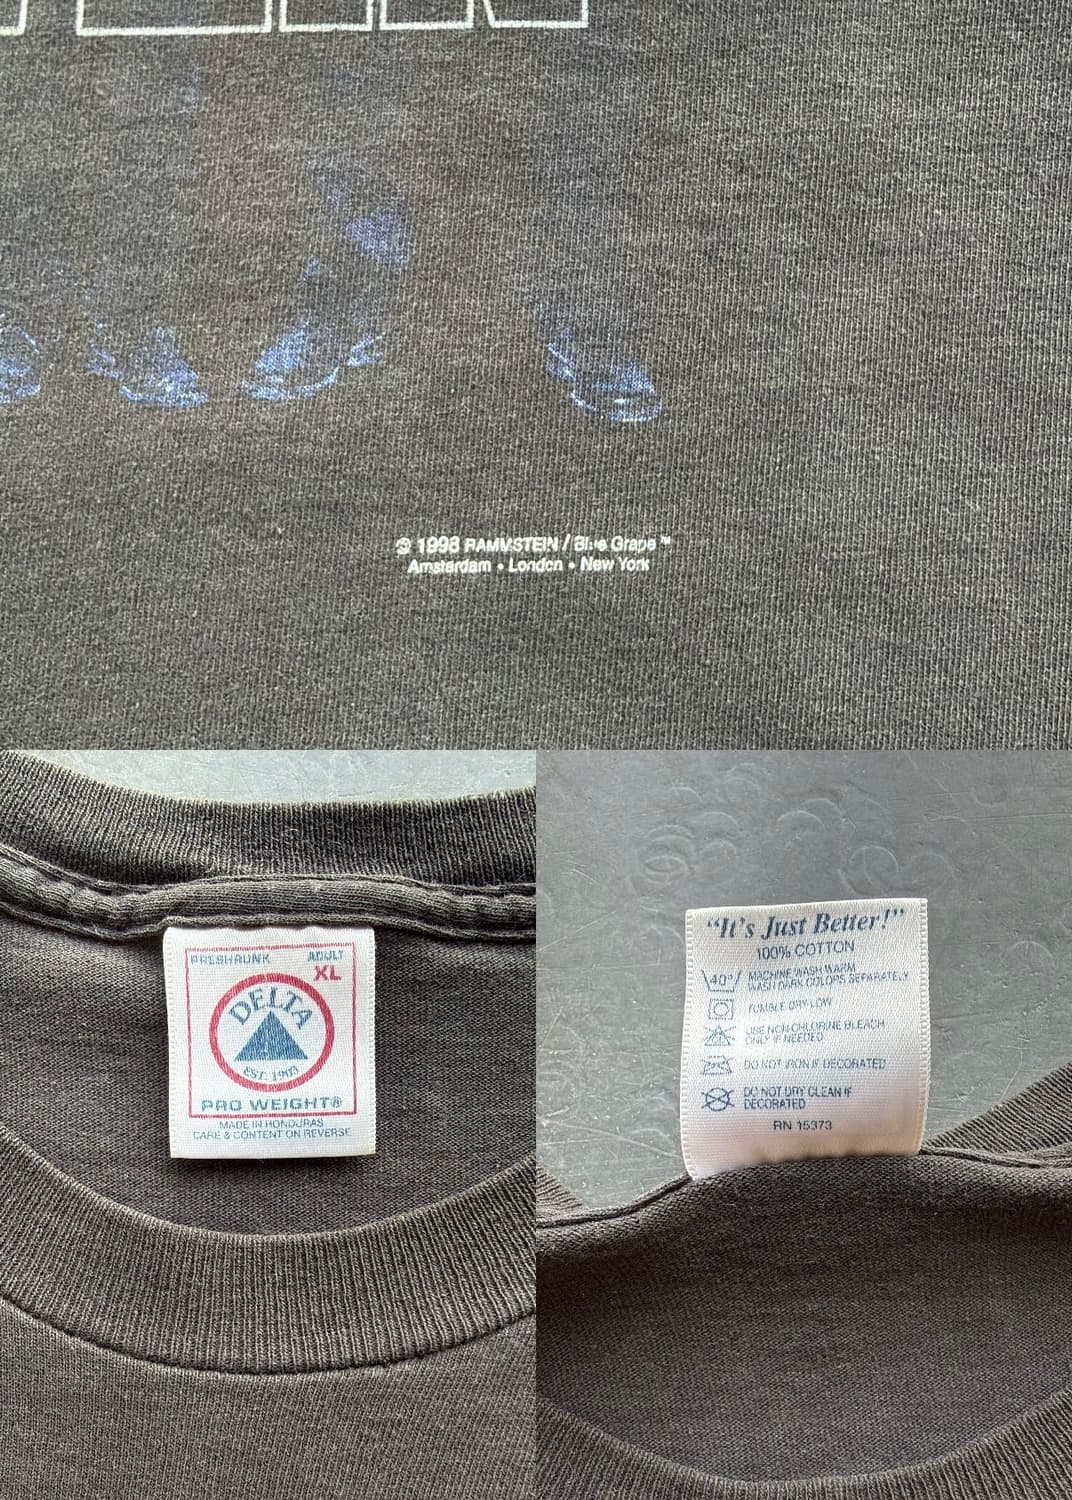 © 1998 RAMMSTEIN / Blue Grape ™
Amsterdam • London • New York
PRESHRUNK ADULT
XL
DELTA
EST. 1903
PRO WEIGHT®
MADE IN HONDURAS
CARE & CONTENT ON REVERSE
"It's Just Better!"
100% COTTON
40° MACHINE WASH WARM
WASH DARK COLORS SEPARATELY
TUMBLE DRY LOW
USE NON-CHLORINE BLEACH
ONLY IF NEEDED
DO NOT IRON IF DECORATED
DO NOT DRY CLEAN IF
DECORATED
RN 15373